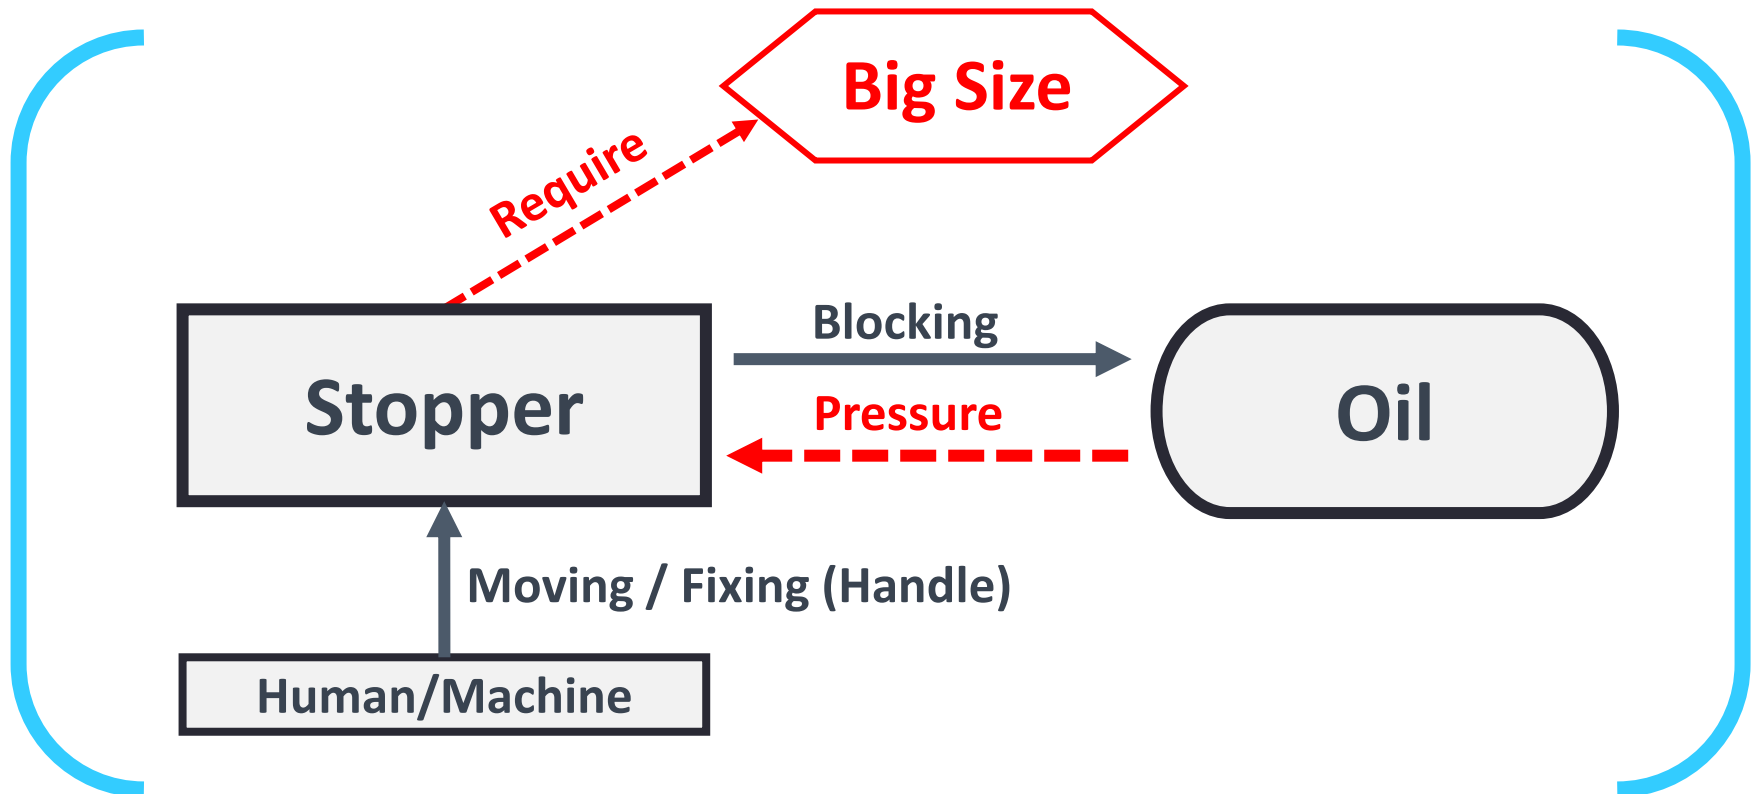 Big Size
Require
Blocking
Stopper
Oil
Pressure
Moving / Fixing (Handle)
Human/Machine